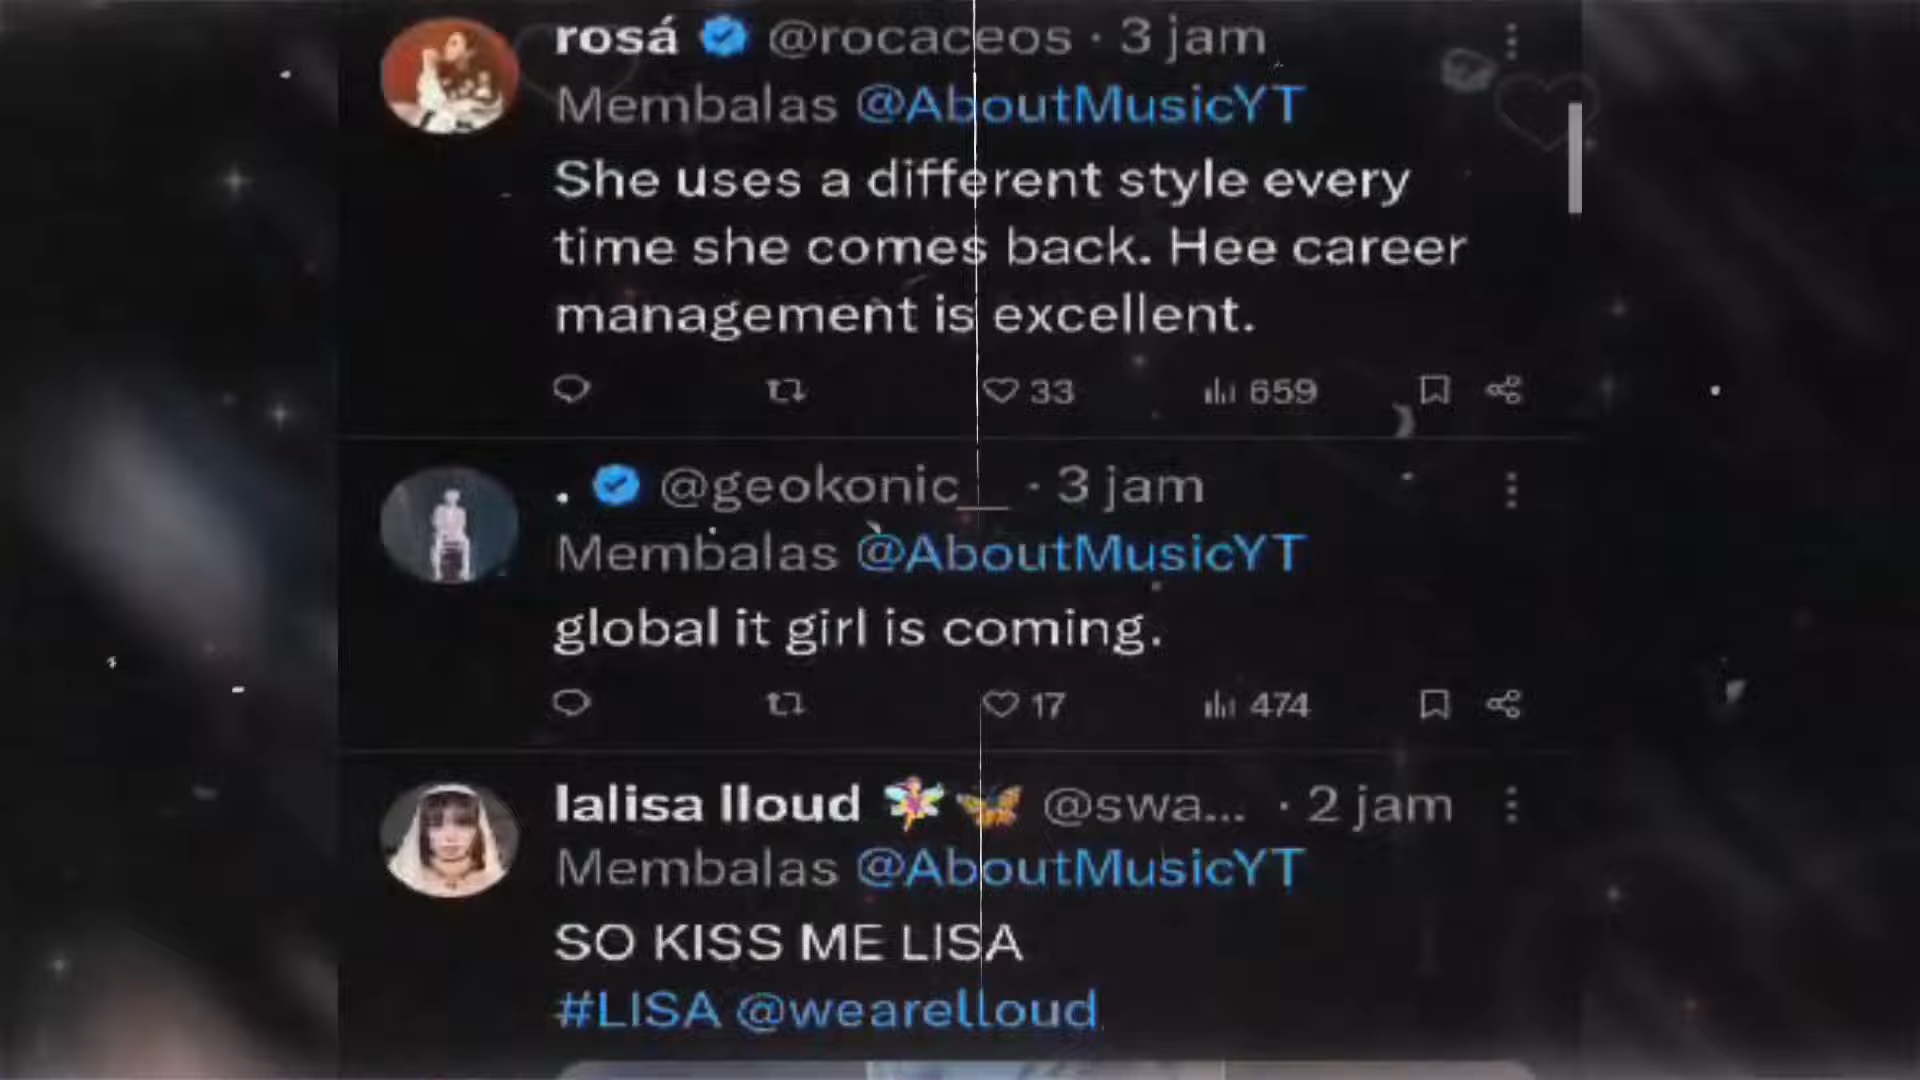 rosá @rocaceos · 3 jam
Membalas @AboutMusicYT
She uses a different style every
time she comes back. Hee career
management is excellent.
33 659
. @geokonic__ · 3 jam
Membalas @AboutMusicYT
global it girl is coming.
17 474
lalisa lloud 🧚🦋 @swa... · 2 jam
Membalas @AboutMusicYT
SO KISS ME LISA
#LISA @wearelloud